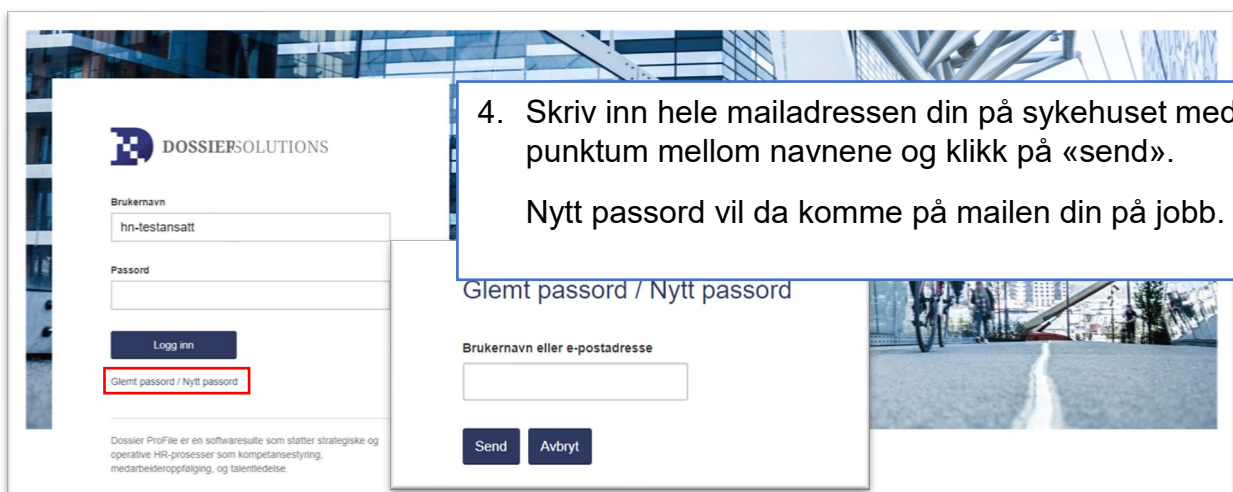 DOSSIERSOLUTIONS
Brukernavn
hn-testansatt
Passord
Logg inn
Glemt passord / Nytt passord
Dossier ProFile er en softwaresuite som støtter strategiske og
operative HR-prosesser som kompetansestyring,
medarbeideroppfølging, og talentledelse.
4. Skriv inn hele mailadressen din på sykehuset med
punktum mellom navnene og klikk på «send».
Nytt passord vil da komme på mailen din på jobb.
Glemt passord / Nytt passord
Brukernavn eller e-postadresse
Send Avbryt